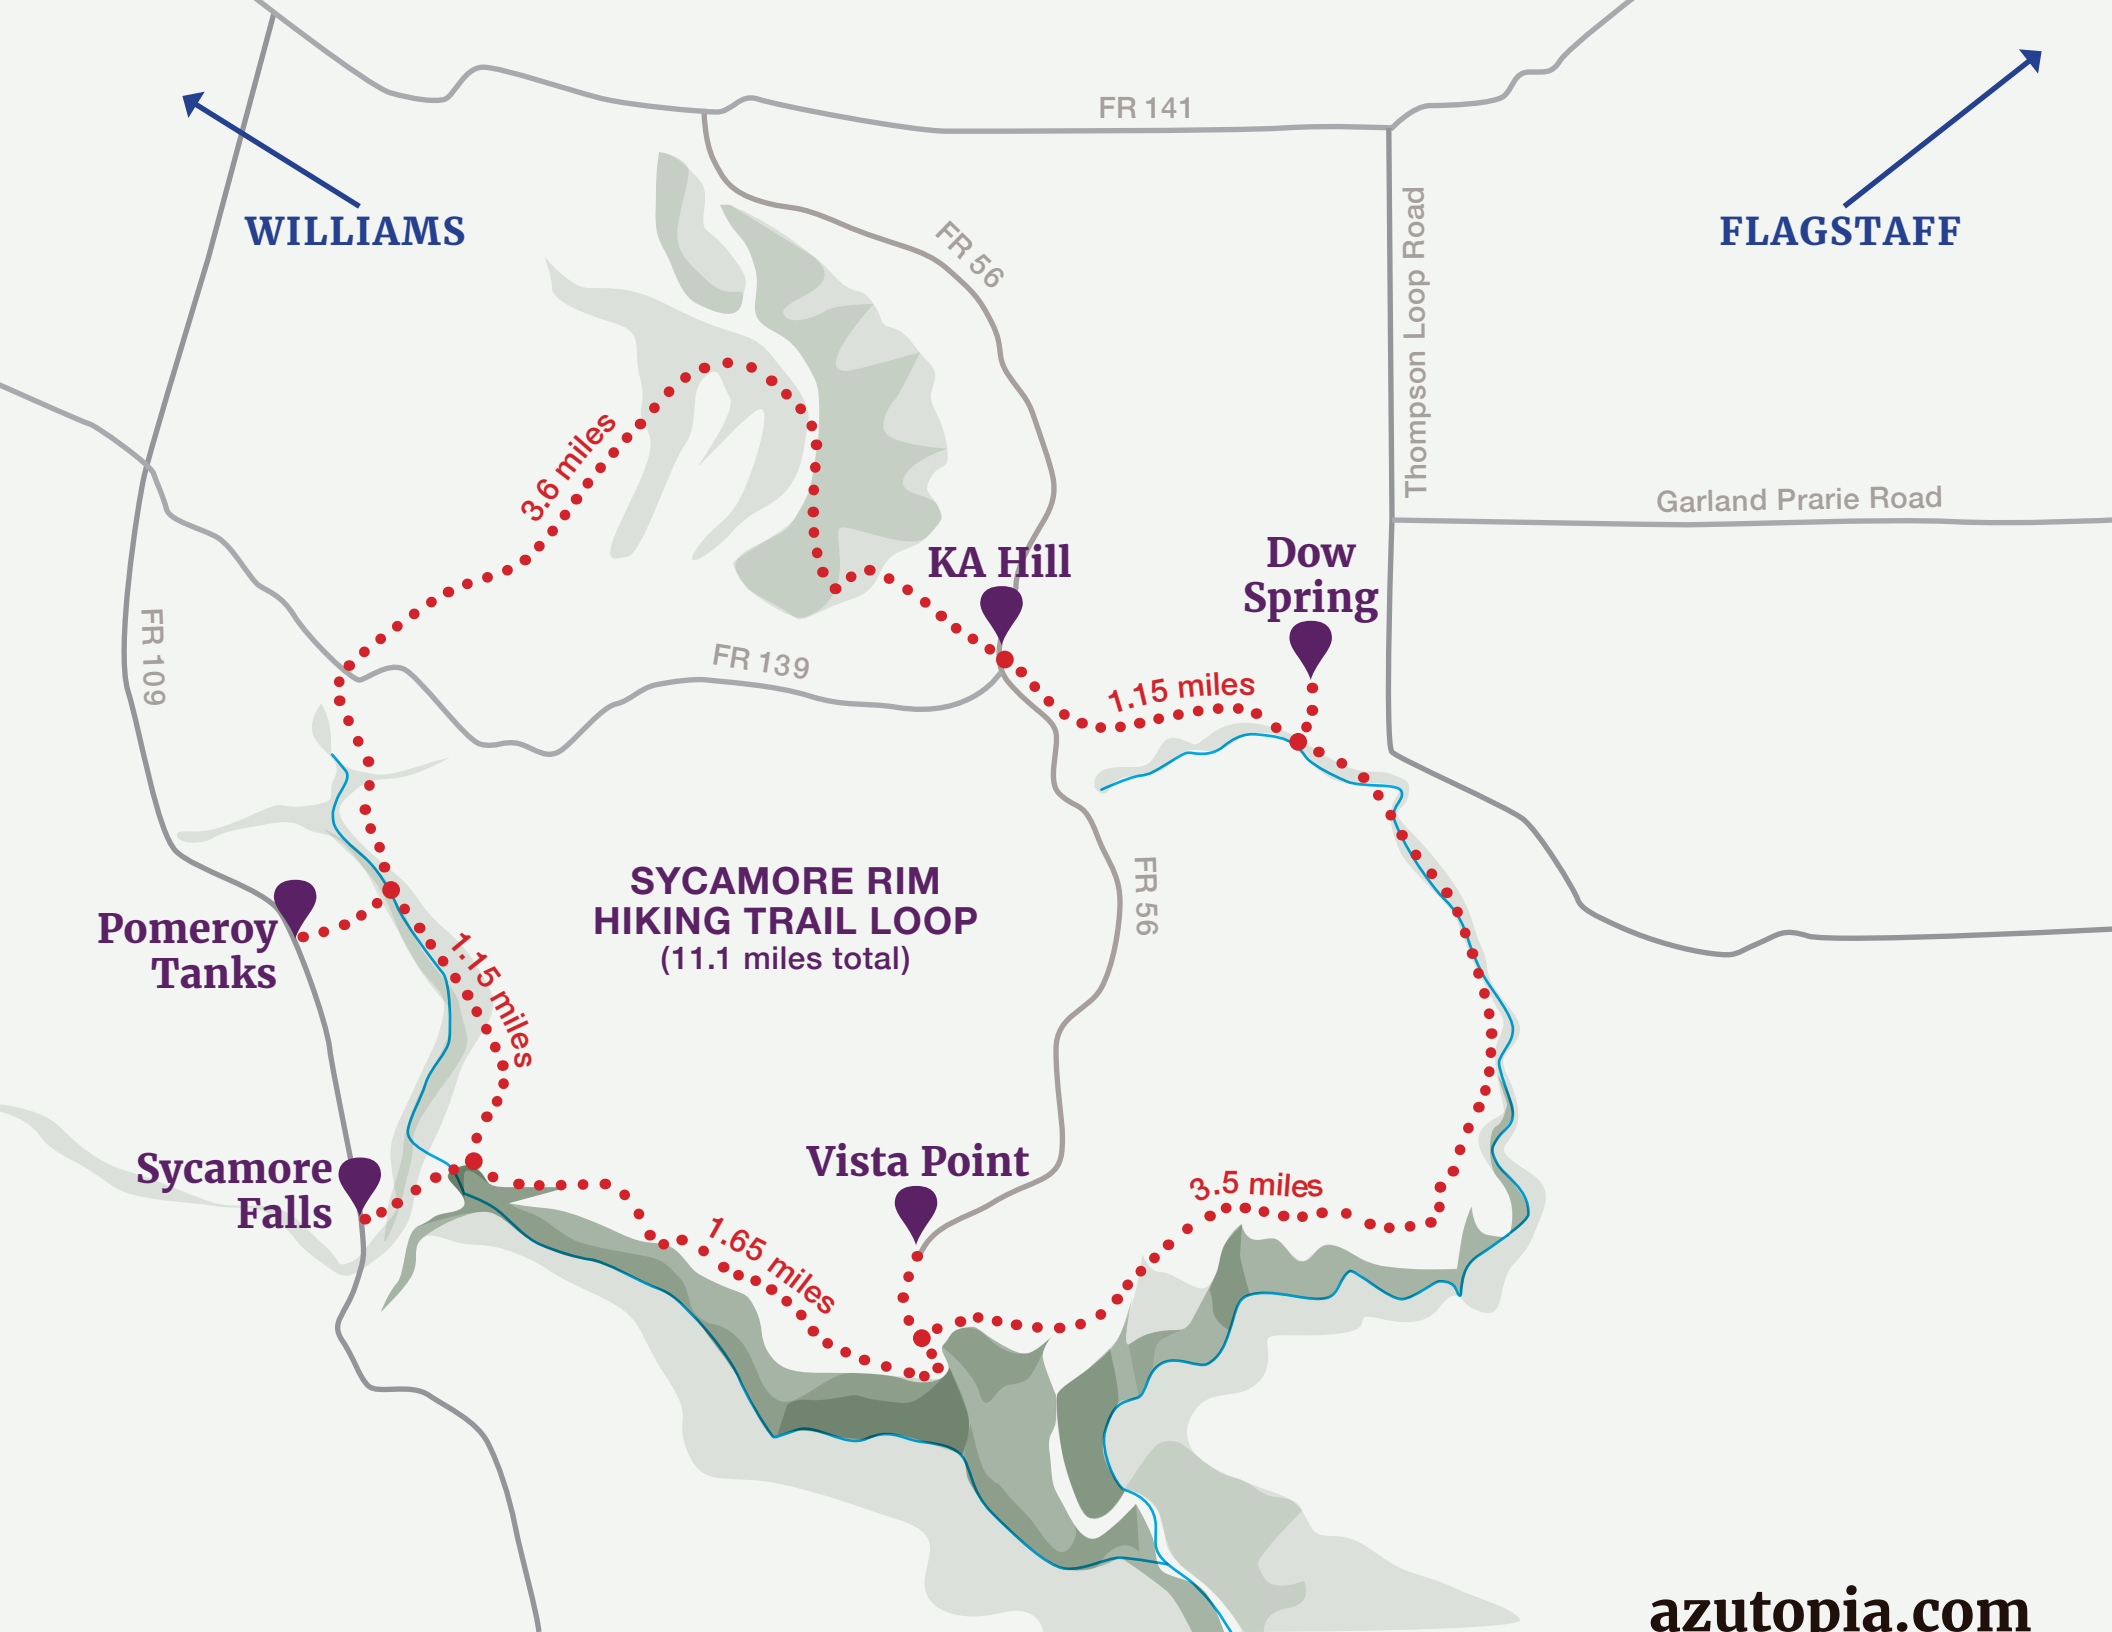 FR 141
WILLIAMS
FLAGSTAFF
FR 56
Thompson Loop Road
3.6 miles
Garland Prarie Road
KA Hill
Dow
Spring
FR 109
FR 139
1.15 miles
SYCAMORE RIM
HIKING TRAIL LOOP
(11.1 miles total)
FR 56
Pomeroy
Tanks
1.15 miles
Sycamore
Falls
Vista Point
3.5 miles
1.65 miles
azutopia.com